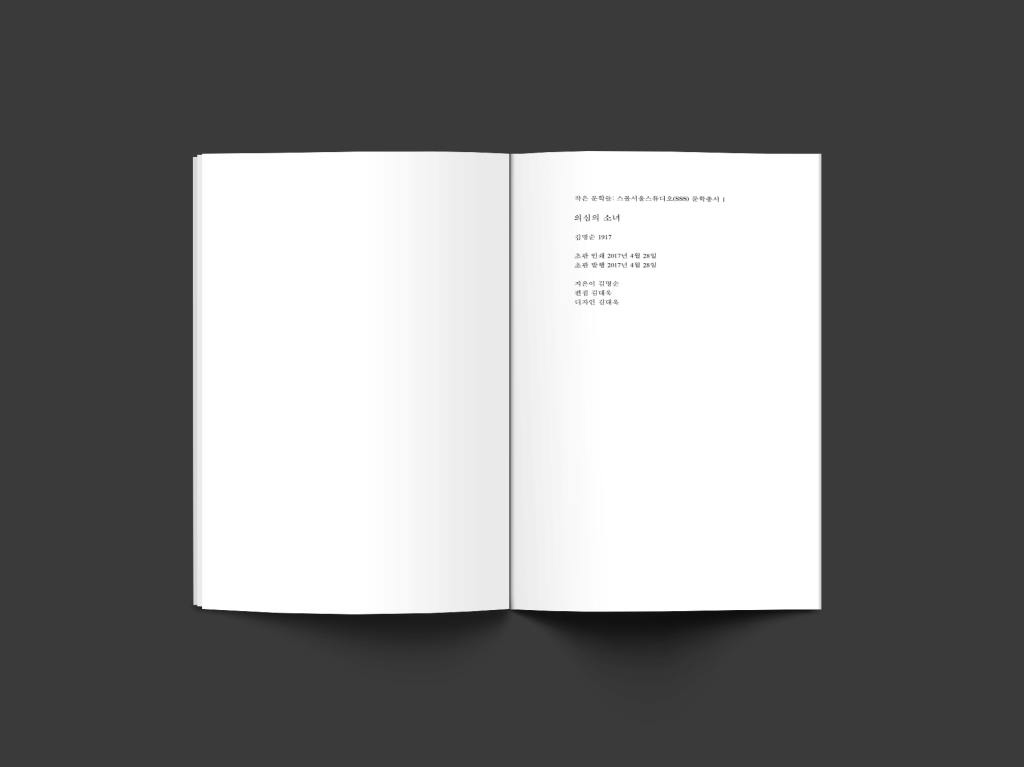 작은 문학들: 스몰서울스튜디오(SSS) 문학총서 1
의심의 소녀
김명순 1917
초판 인쇄 2017년 4월 28일
초판 발행 2017년 4월 28일
지은이 김명순
편집 김대욱
디자인 김대욱